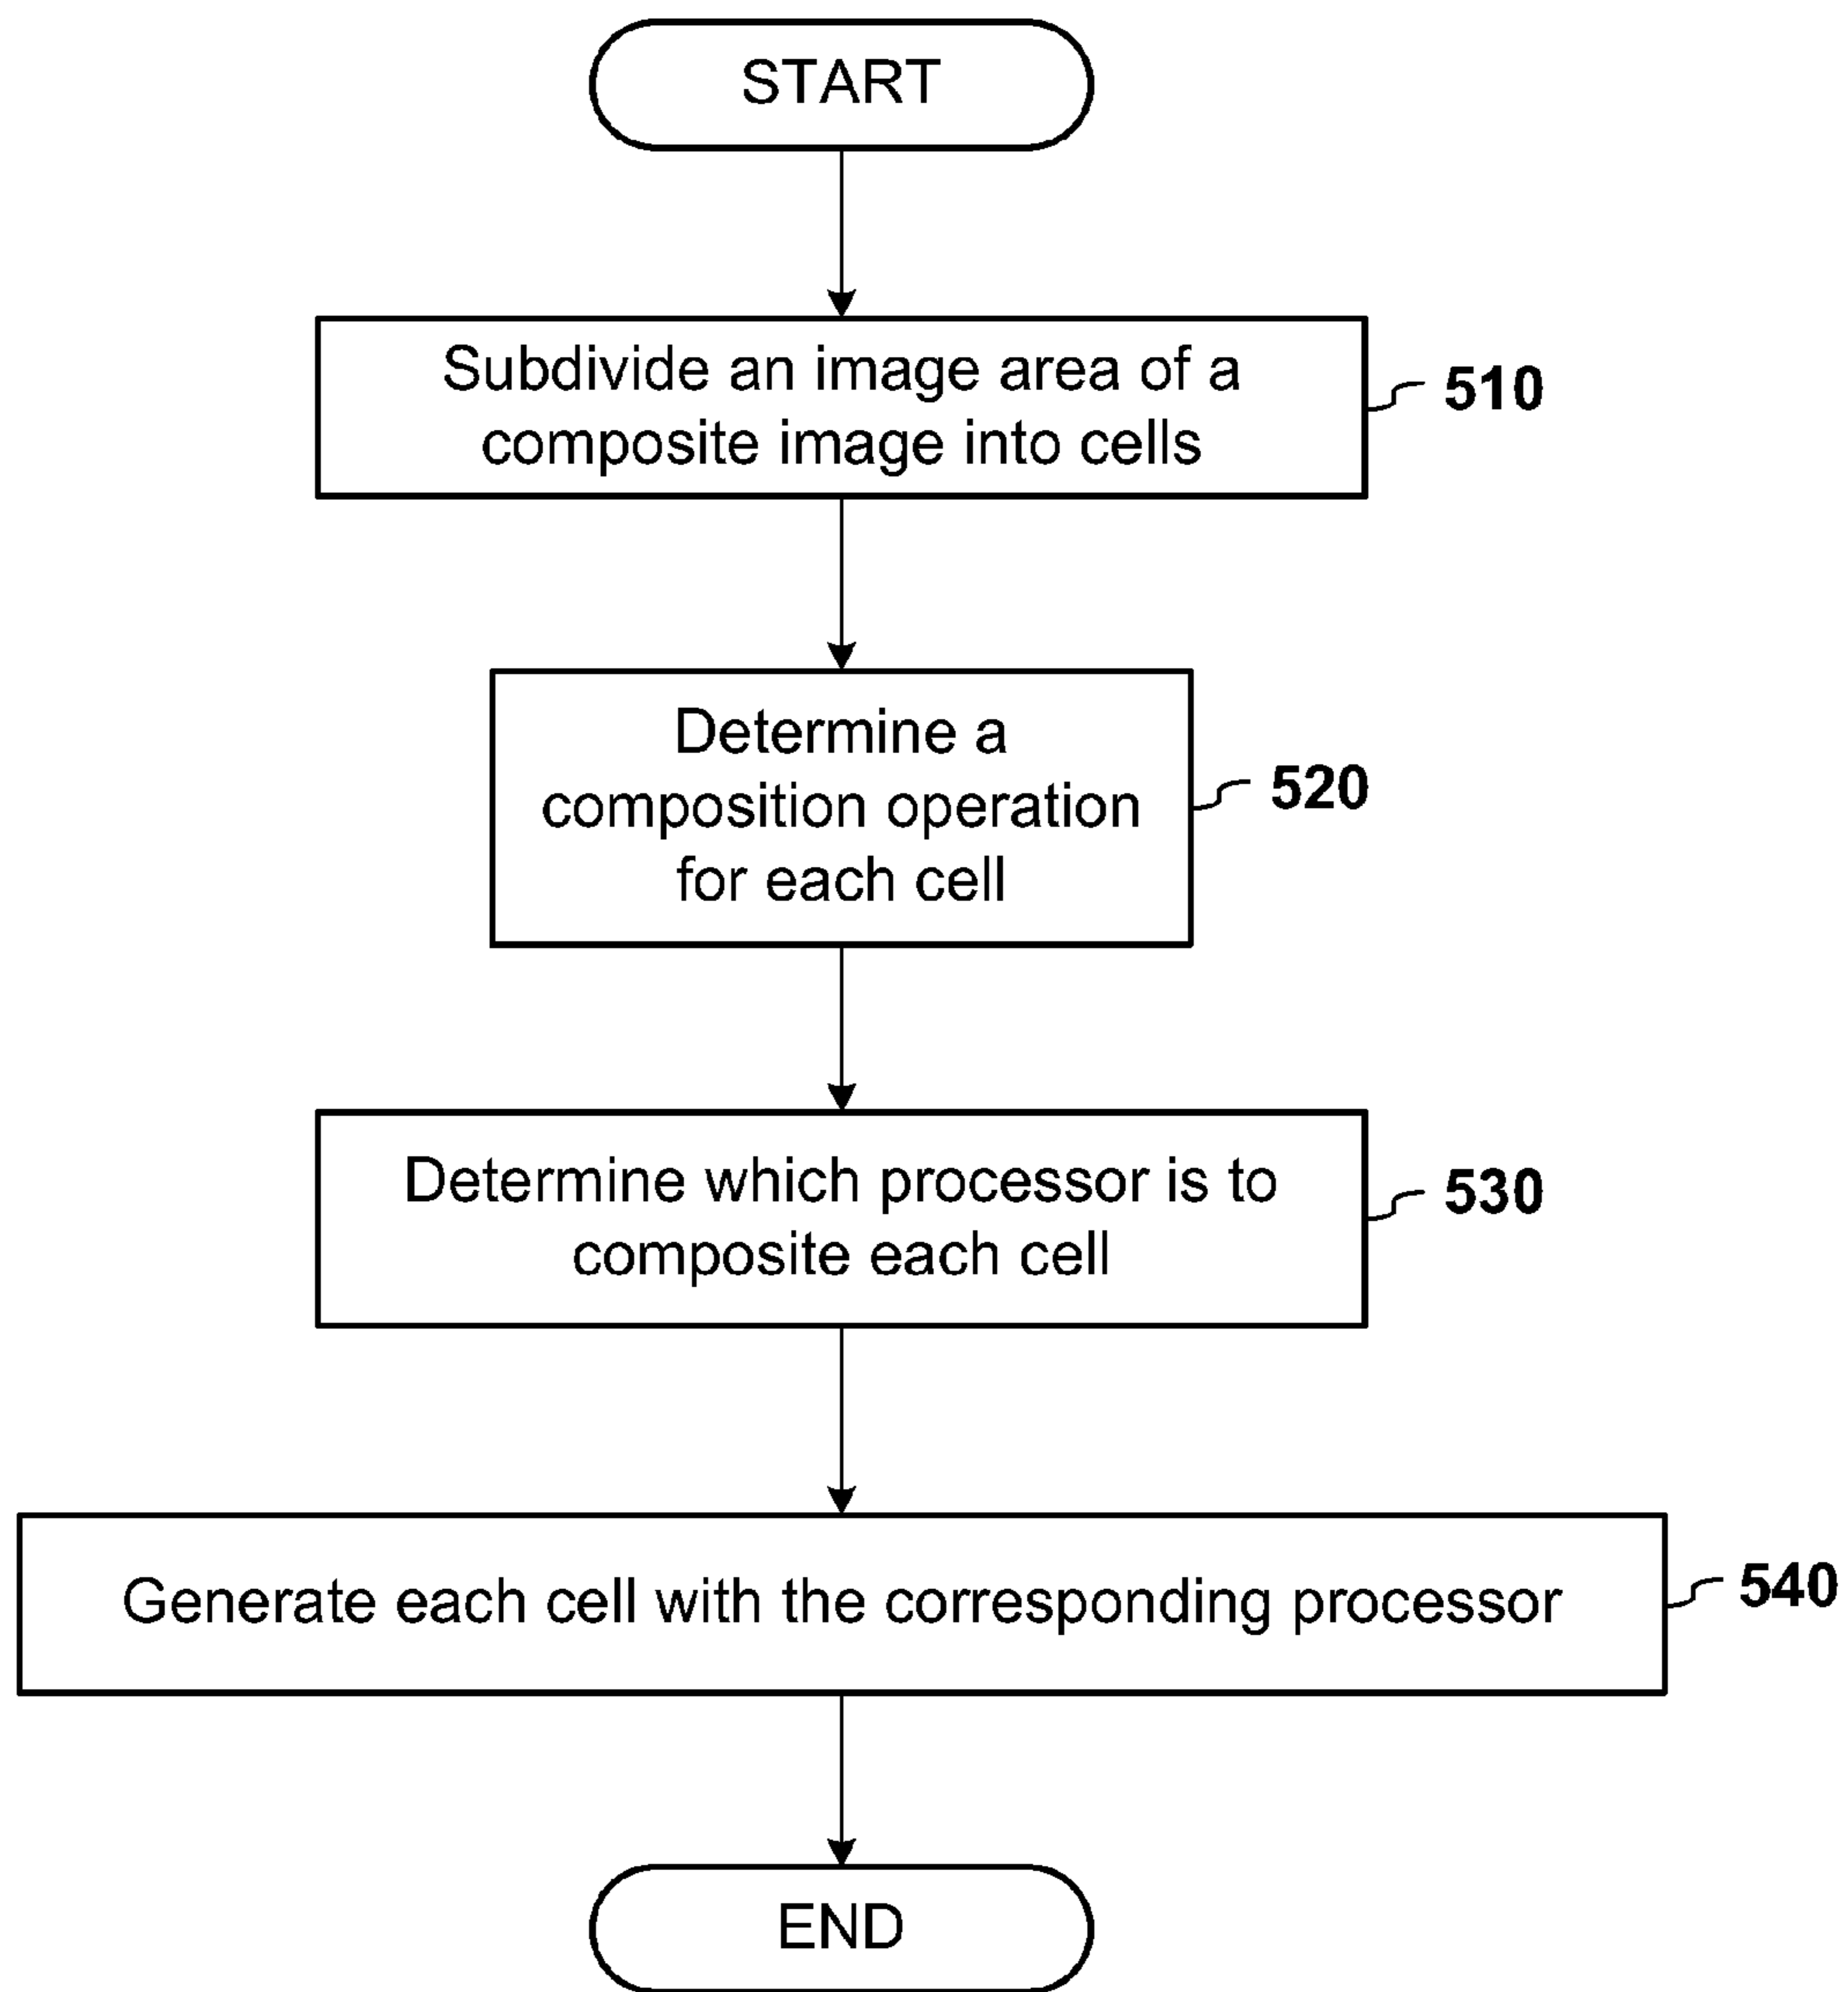 START
Subdivide an image area of a
composite image into cells
510
Determine a
composition operation
for each cell
520
Determine which processor is to
composite each cell
530
Generate each cell with the corresponding processor
540
END